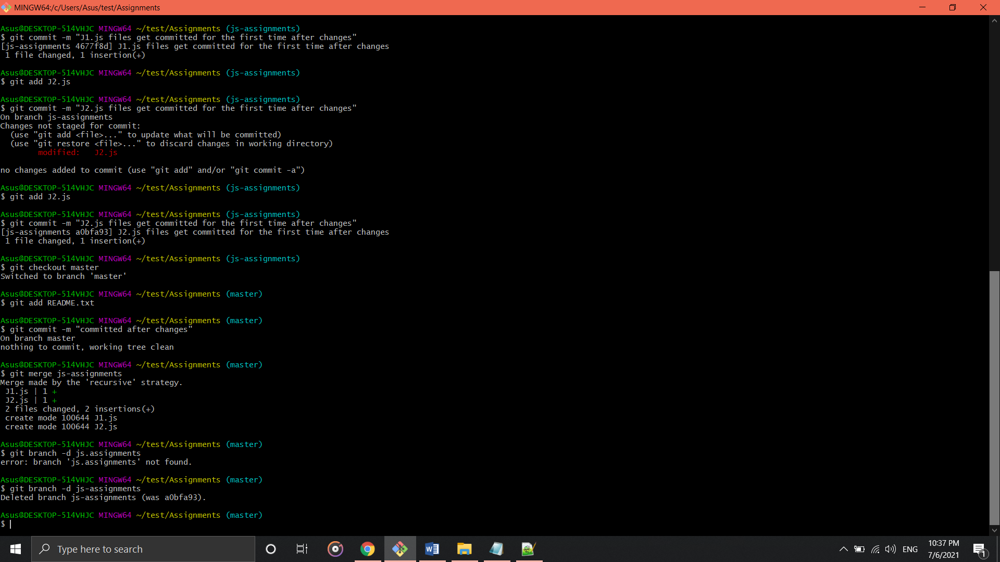 MINGW64:/c/Users/Asus/test/Assignments
Asus@DESKTOP-514VHJC MINGW64 ~/test/Assignments (js-assignments)
$ git commit -m "J1.js files get committed for the first time after changes"
[js-assignments 4677f8d] J1.js files get committed for the first time after changes
 1 file changed, 1 insertion(+)
Asus@DESKTOP-514VHJC MINGW64 ~/test/Assignments (js-assignments)
$ git add J2.js
Asus@DESKTOP-514VHJC MINGW64 ~/test/Assignments (js-assignments)
$ git commit -m "J2.js files get committed for the first time after changes"
On branch js-assignments
Changes not staged for commit:
  (use "git add <file>..." to update what will be committed)
  (use "git restore <file>..." to discard changes in working directory)
        modified:   J2.js
no changes added to commit (use "git add" and/or "git commit -a")
Asus@DESKTOP-514VHJC MINGW64 ~/test/Assignments (js-assignments)
$ git add J2.js
Asus@DESKTOP-514VHJC MINGW64 ~/test/Assignments (js-assignments)
$ git commit -m "J2.js files get committed for the first time after changes"
[js-assignments a0bfa93] J2.js files get committed for the first time after changes
 1 file changed, 1 insertion(+)
Asus@DESKTOP-514VHJC MINGW64 ~/test/Assignments (js-assignments)
$ git checkout master
Switched to branch 'master'
Asus@DESKTOP-514VHJC MINGW64 ~/test/Assignments (master)
$ git add README.txt
Asus@DESKTOP-514VHJC MINGW64 ~/test/Assignments (master)
$ git commit -m "committed after changes"
On branch master
nothing to commit, working tree clean
Asus@DESKTOP-514VHJC MINGW64 ~/test/Assignments (master)
$ git merge js-assignments
Merge made by the 'recursive' strategy.
 J1.js | 1 +
 J2.js | 1 +
 2 files changed, 2 insertions(+)
 create mode 100644 J1.js
 create mode 100644 J2.js
Asus@DESKTOP-514VHJC MINGW64 ~/test/Assignments (master)
$ git branch -d js.assignments
error: branch 'js.assignments' not found.
Asus@DESKTOP-514VHJC MINGW64 ~/test/Assignments (master)
$ git branch -d js-assignments
Deleted branch js-assignments (was a0bfa93).
Asus@DESKTOP-514VHJC MINGW64 ~/test/Assignments (master)
$
Type here to search
ENG
10:37 PM
7/6/2021
1